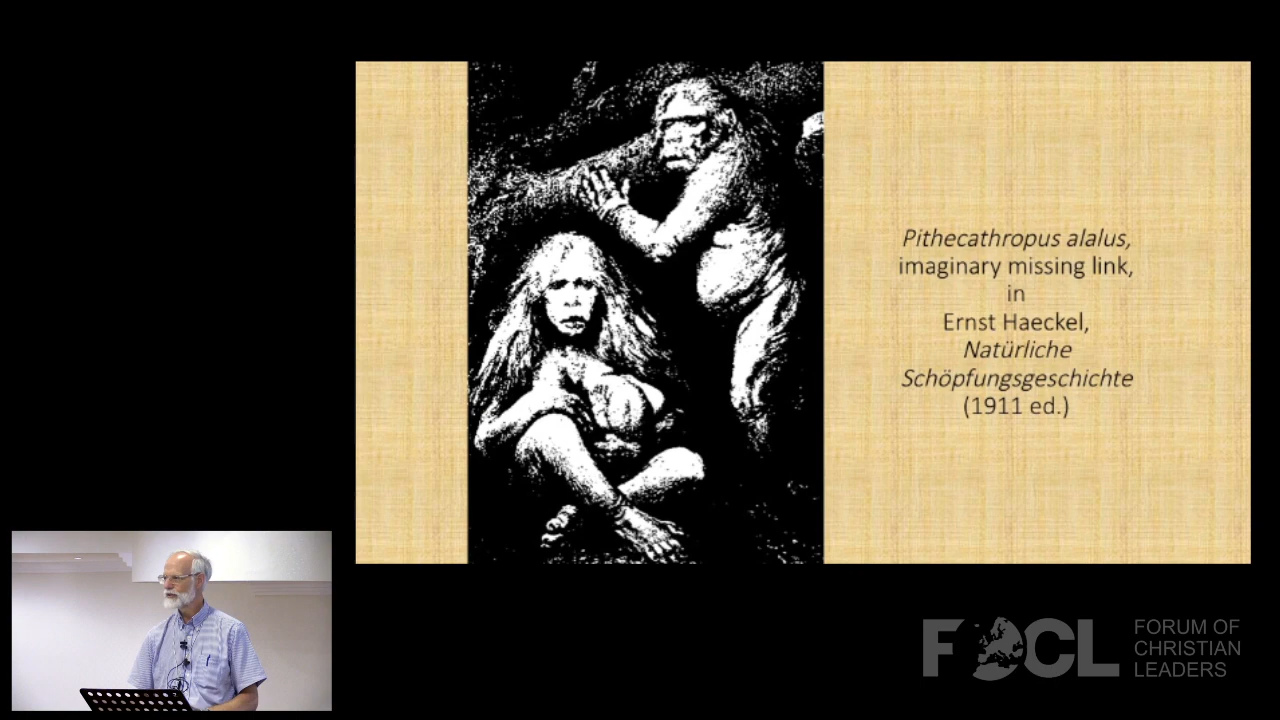 Pithecathropus alalus,
imaginary missing link,
in
Ernst Haeckel,
Natürliche
Schöpfungsgeschichte
(1911 ed.)
FOCL
FORUM OF
CHRISTIAN
LEADERS